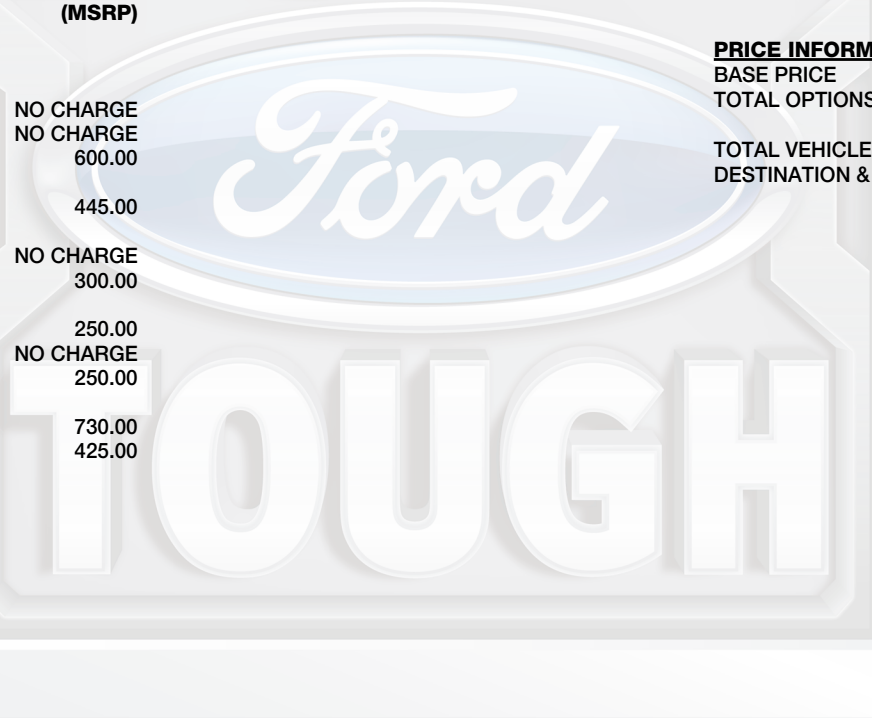 (MSRP)
NO CHARGE
NO CHARGE
600.00
445.00
NO CHARGE
300.00
250.00
NO CHARGE
250.00
730.00
425.00
PRICE INFORM
BASE PRICE
TOTAL OPTIONS
TOTAL VEHICLE
DESTINATION &
Ford
TOUGH